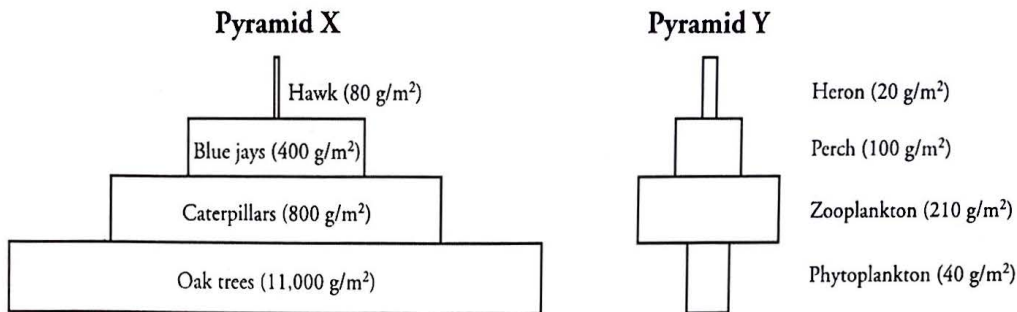 Pyramid X
Hawk (80 g/m²)
Blue jays (400 g/m²)
Caterpillars (800 g/m²)
Oak trees (11,000 g/m²)
Pyramid Y
Heron (20 g/m²)
Perch (100 g/m²)
Zooplankton (210 g/m²)
Phytoplankton (40 g/m²)